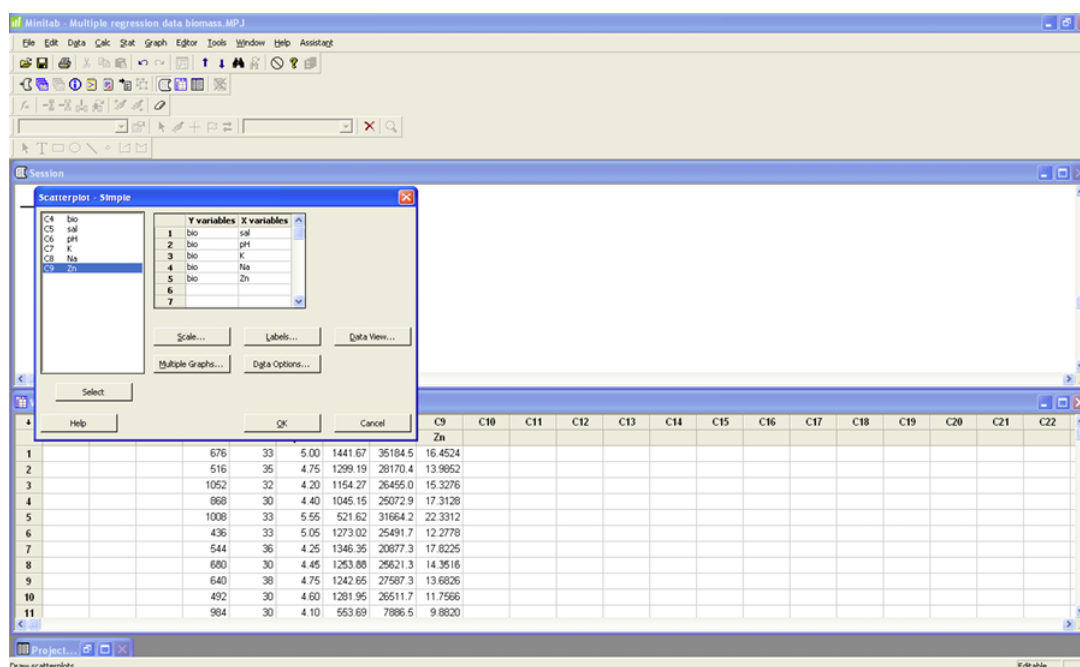 Minitab - Multiple regression data biomass.MPJ
File Edit Data Calc Stat Graph Editor Tools Window Help Assistant
Session
Scatterplot - Simple
C4 bio
C5 sal
C6 pH
C7 K
C8 Na
C9 Zn
Y variables X variables
1 bio sal
2 bio pH
3 bio K
4 bio Na
5 bio Zn
6
7
Scale... Labels... Data View...
Multiple Graphs... Data Options...
Select
Help OK Cancel
C9 C10 C11 C12 C13 C14 C15 C16 C17 C18 C19 C20 C21 C22
Zn
1 676 33 5.00 1441.67 35184.5 16.4524
2 516 35 4.75 1299.19 28170.4 13.9852
3 1052 32 4.20 1154.27 26455.0 15.3276
4 868 30 4.40 1045.15 25072.9 17.3128
5 1008 33 5.55 521.62 31664.2 22.3312
6 436 33 5.05 1273.02 25491.7 12.2778
7 544 36 4.25 1346.35 20877.3 17.8225
8 680 30 4.45 1253.88 25621.3 14.3516
9 640 38 4.75 1242.65 27587.3 13.6826
10 492 30 4.60 1281.95 26511.7 11.7566
11 984 30 4.10 553.69 7886.5 9.8820
Project...
Draw scatterplots
Editable